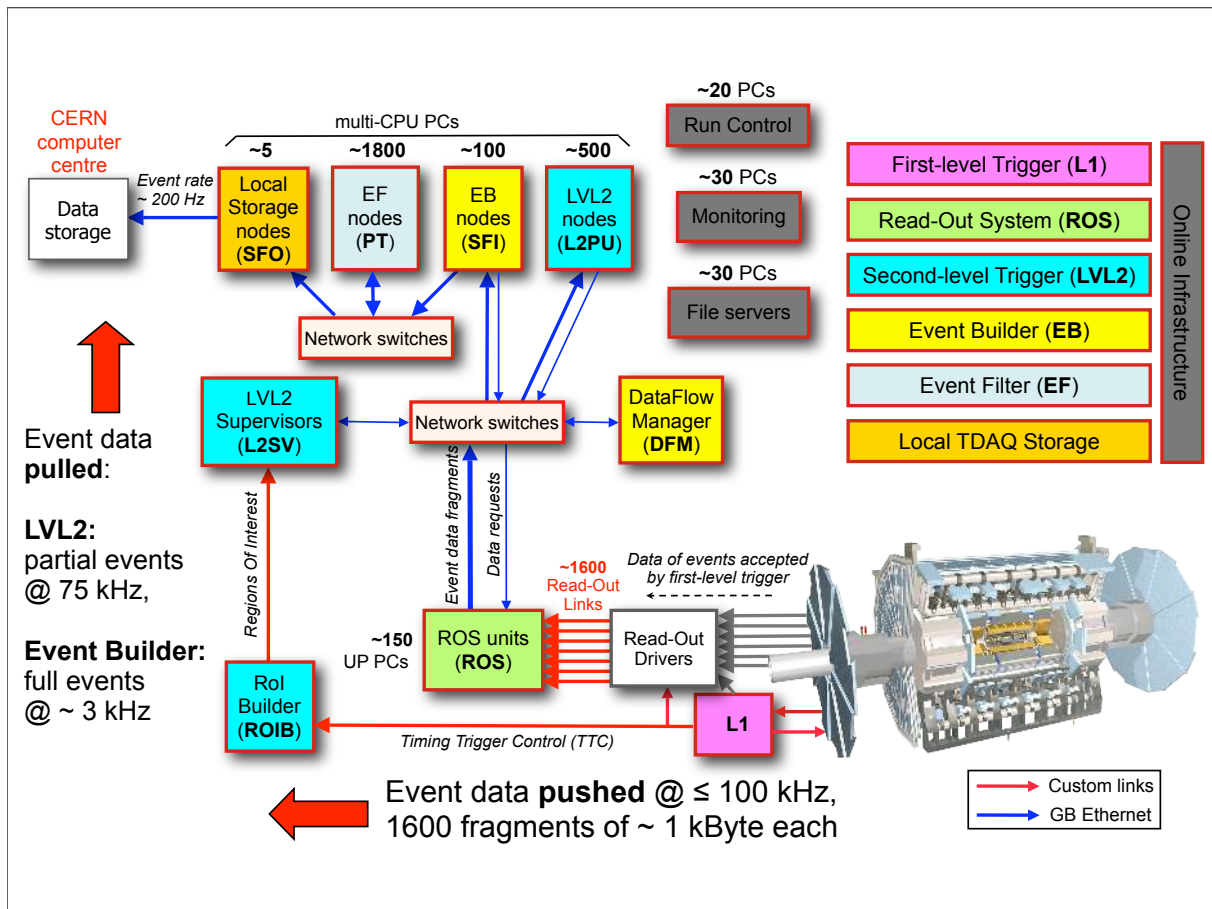 CERN
computer
centre
Data
storage
Event rate
~ 200 Hz
multi-CPU PCs
~5
~1800
~100
~500
Local
Storage
nodes
(SFO)
EF
nodes
(PT)
EB
nodes
(SFI)
LVL2
nodes
(L2PU)
~20 PCs
Run Control
~30 PCs
Monitoring
~30 PCs
File servers
First-level Trigger (L1)
Read-Out System (ROS)
Second-level Trigger (LVL2)
Event Builder (EB)
Event Filter (EF)
Local TDAQ Storage
Online Infrastructure
Network switches
LVL2
Supervisors
(L2SV)
Network switches
DataFlow
Manager
(DFM)
Event data
pulled:
LVL2:
partial events
@ 75 kHz,
Event Builder:
full events
@ ~ 3 kHz
Regions Of Interest
Event data fragments
Data requests
~1600
Read-Out
Links
Data of events accepted
by first-level trigger
~150
UP PCs
ROS units
(ROS)
Read-Out
Drivers
RoI
Builder
(ROIB)
L1
Timing Trigger Control (TTC)
Event data pushed @ ≤ 100 kHz,
1600 fragments of ~ 1 kByte each
Custom links
GB Ethernet